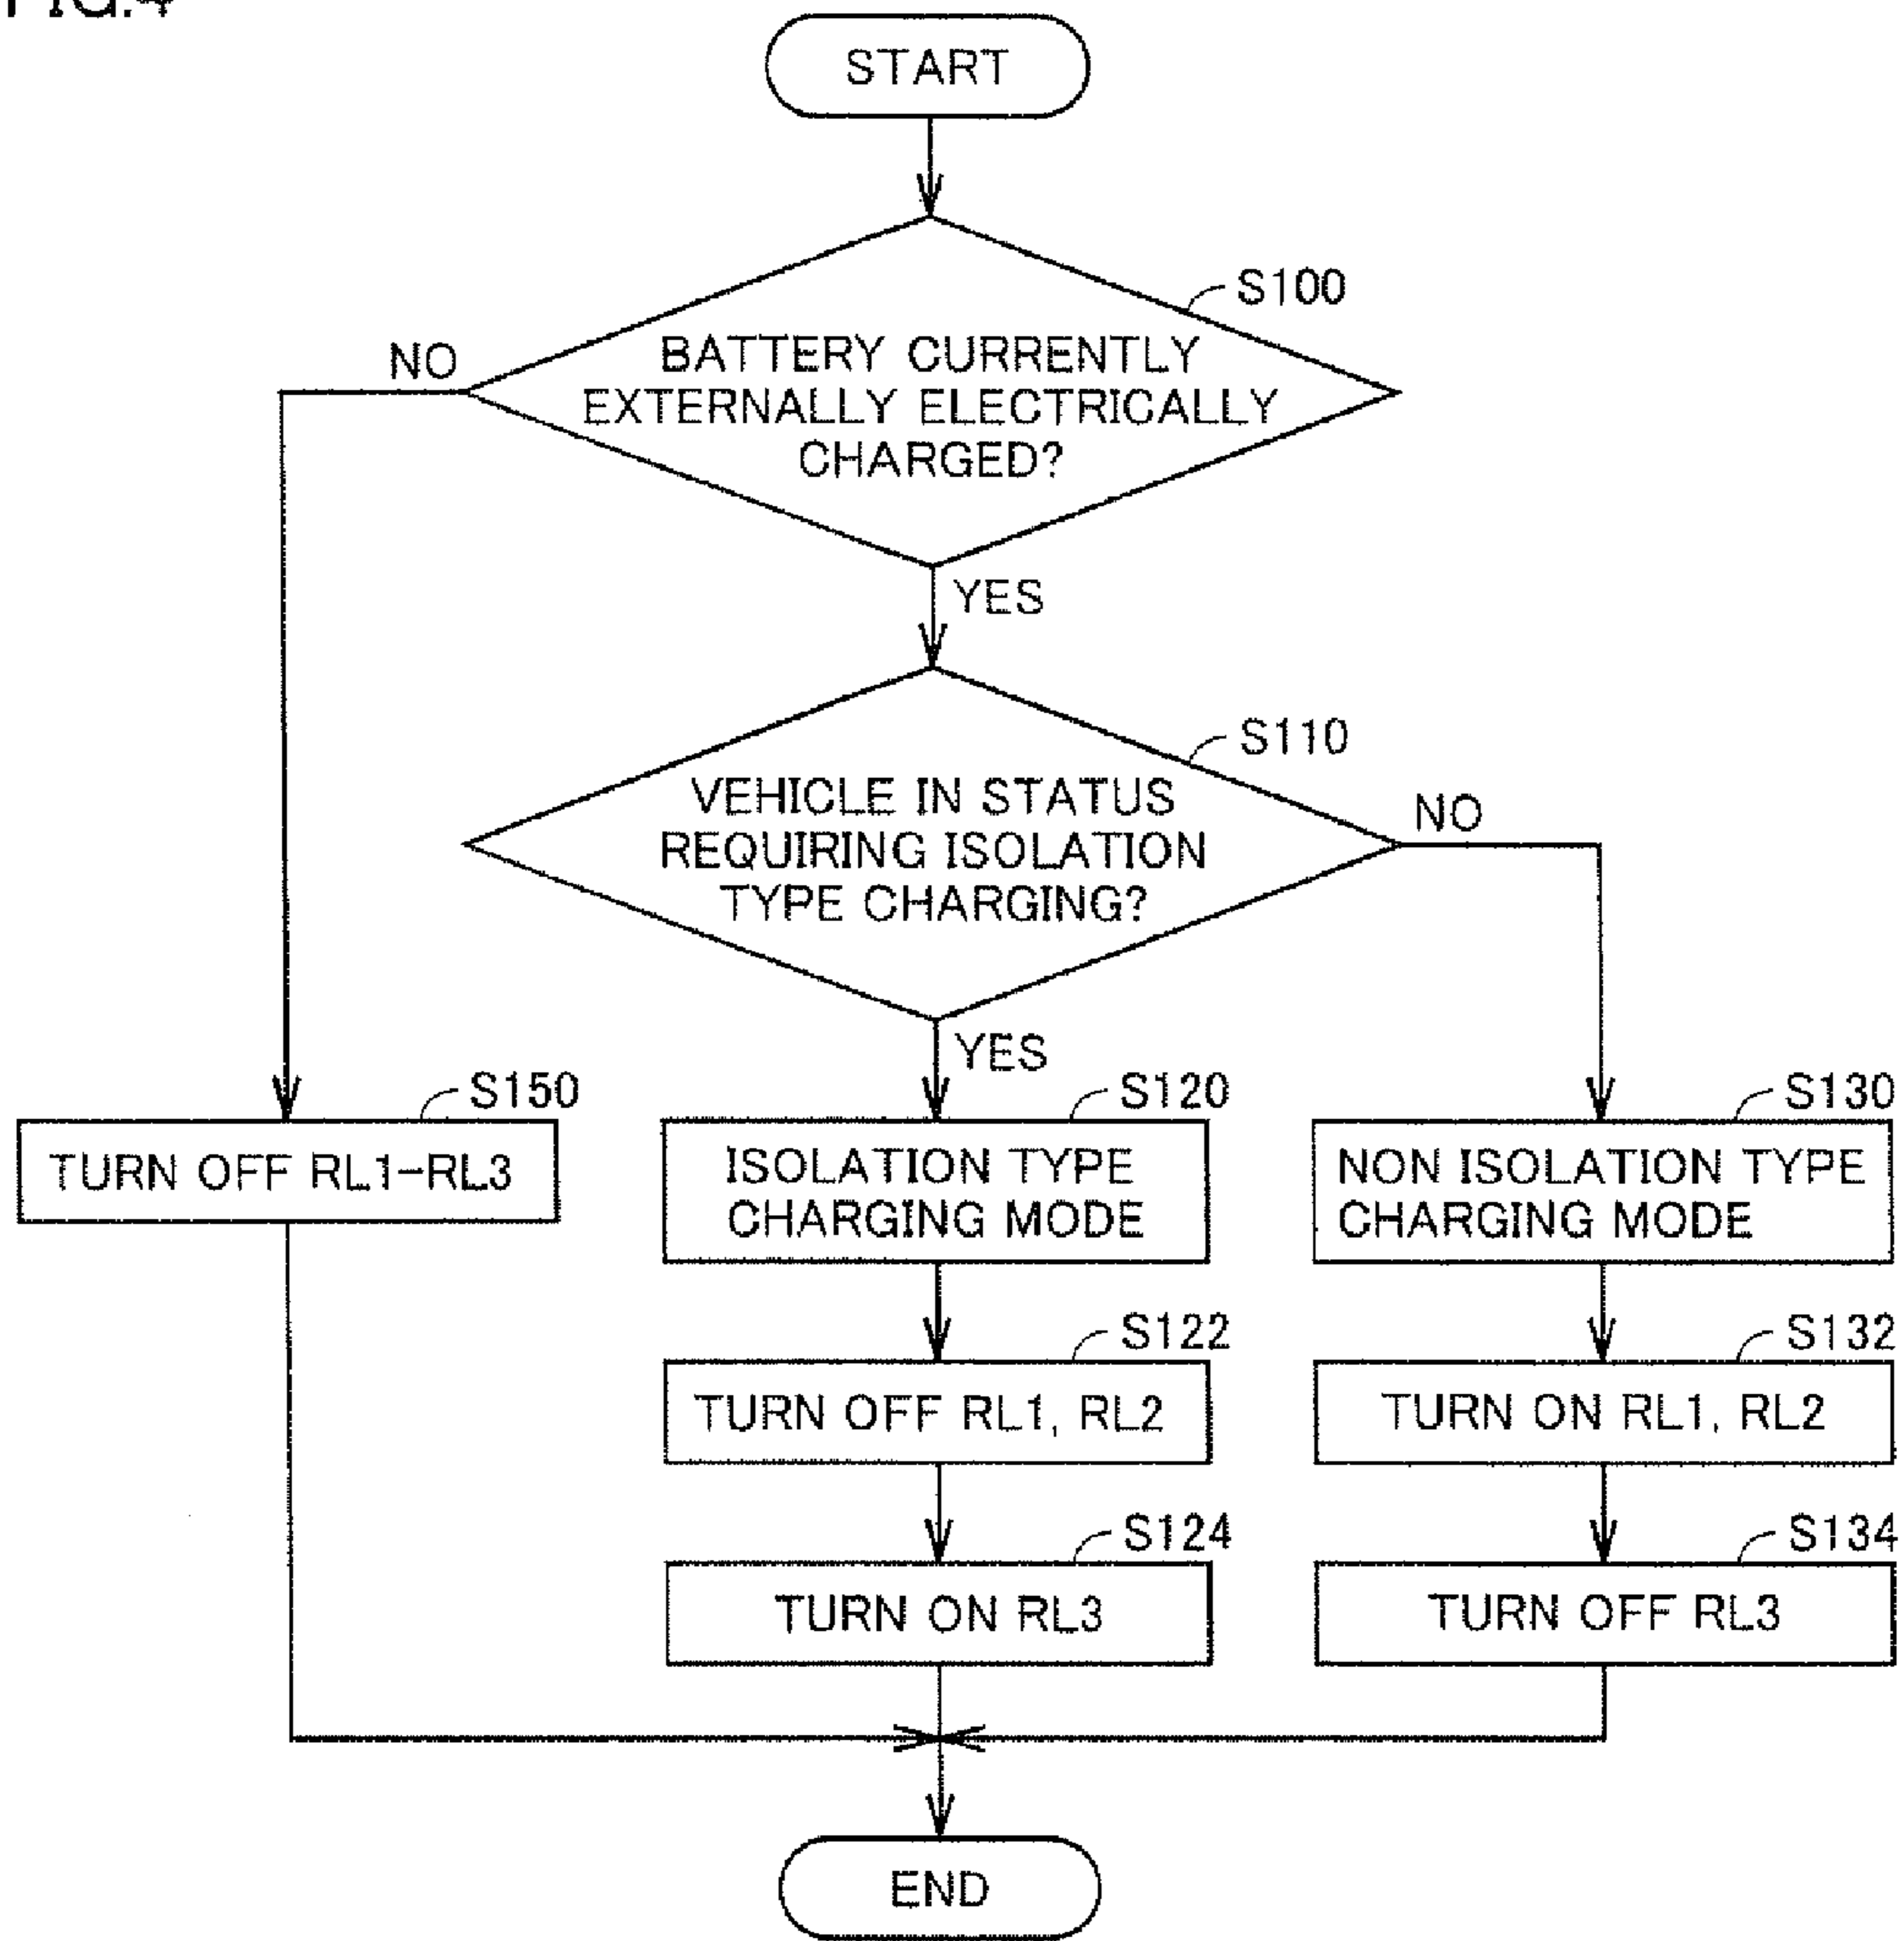 FIG.4
START
S100
NO
BATTERY CURRENTLY
EXTERNALLY ELECTRICALLY
CHARGED?
YES
S110
VEHICLE IN STATUS
REQUIRING ISOLATION
TYPE CHARGING?
NO
YES
S150
TURN OFF RL1-RL3
S120
ISOLATION TYPE
CHARGING MODE
S130
NON ISOLATION TYPE
CHARGING MODE
S122
TURN OFF RL1, RL2
S132
TURN ON RL1, RL2
S124
TURN ON RL3
S134
TURN OFF RL3
END